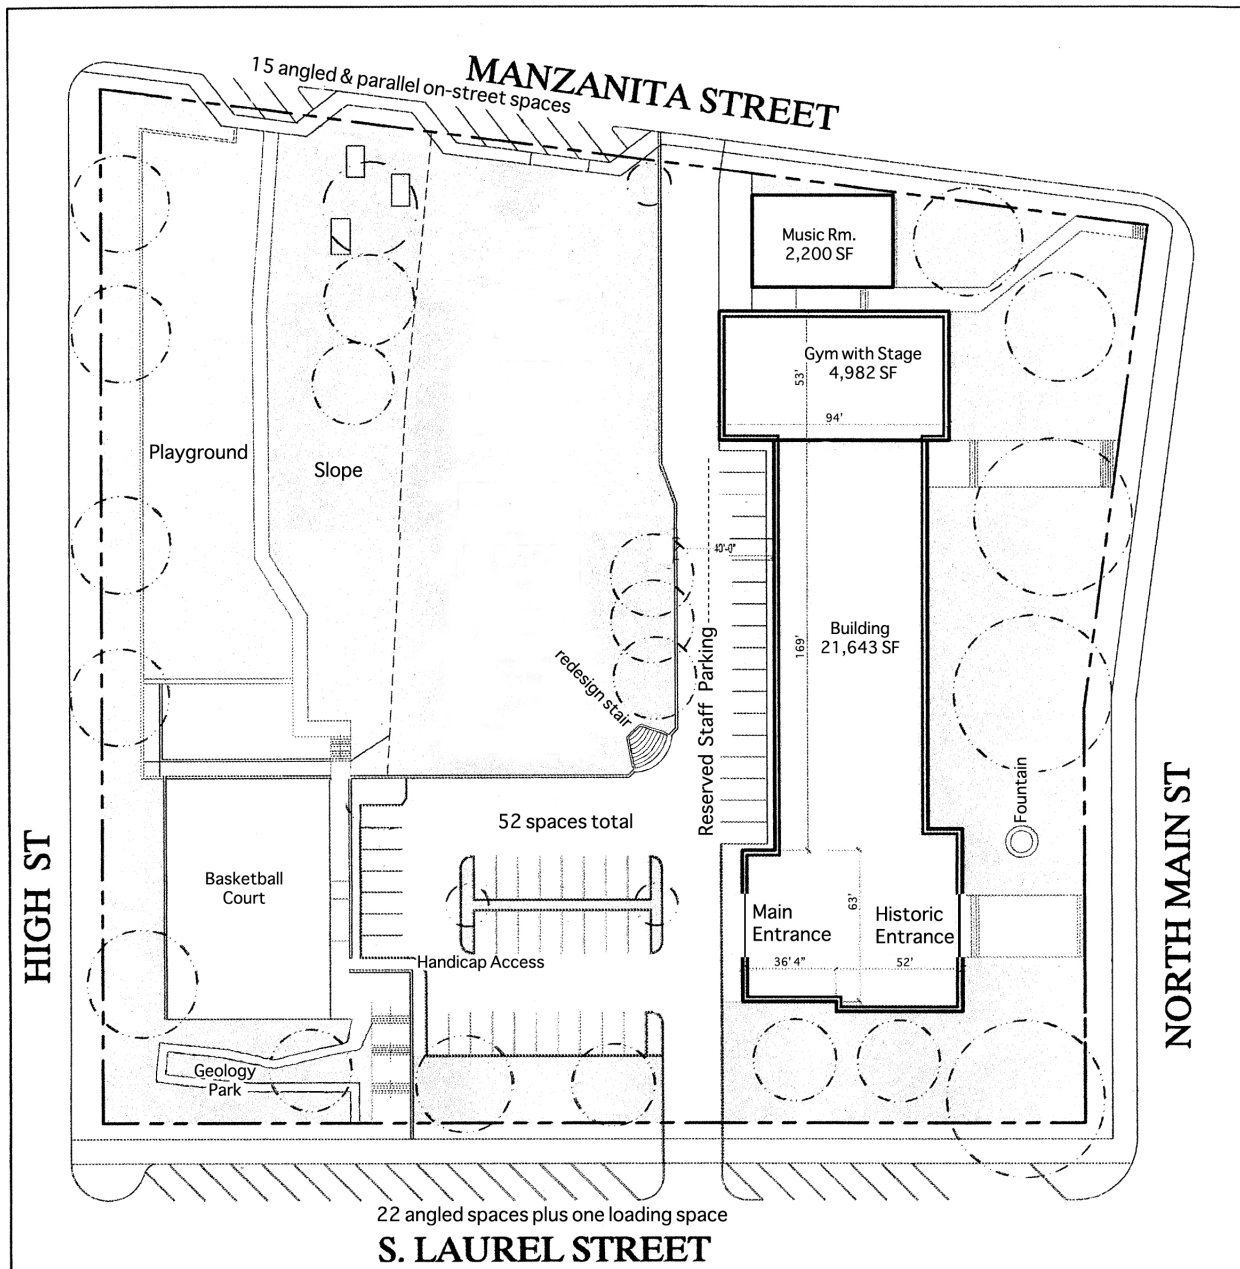 MANZANITA STREET
15 angled & parallel on-street spaces
Music Rm.
2,200 SF
Gym with Stage
4,982 SF
53'
94'
Playground
Slope
40'-0"
Building
21,643 SF
169'
redesign stair
Reserved Staff Parking
Fountain
52 spaces total
HIGH ST
NORTH MAIN ST
Basketball
Court
Main
Entrance
63'
Historic
Entrance
36' 4"
52'
Handicap Access
Geology
Park
22 angled spaces plus one loading space
S. LAUREL STREET